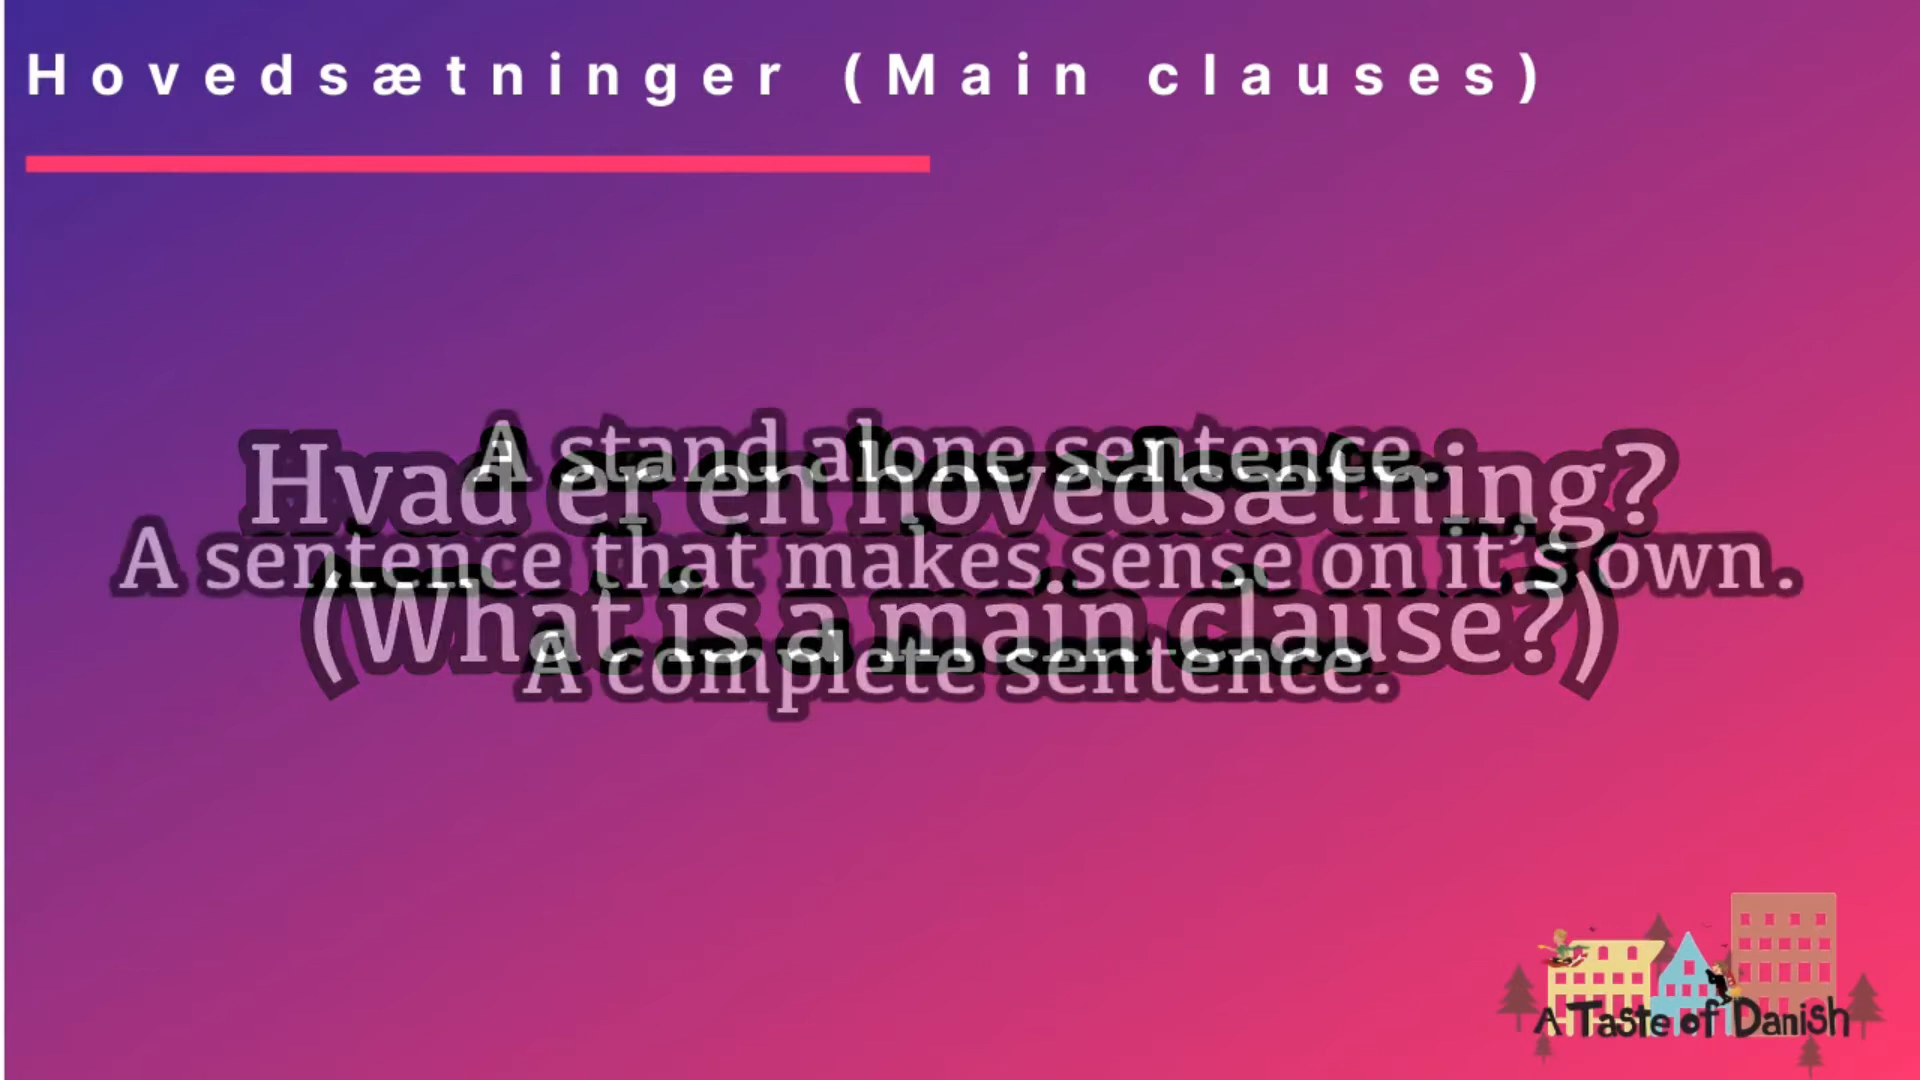 Hovedsætninger (Main clauses)
A stand alone sentence.
Hvad er en hovedsætning?
A sentence that makes sense on it's own.
(What is a main clause?)
A complete sentence.
A Taste of Danish